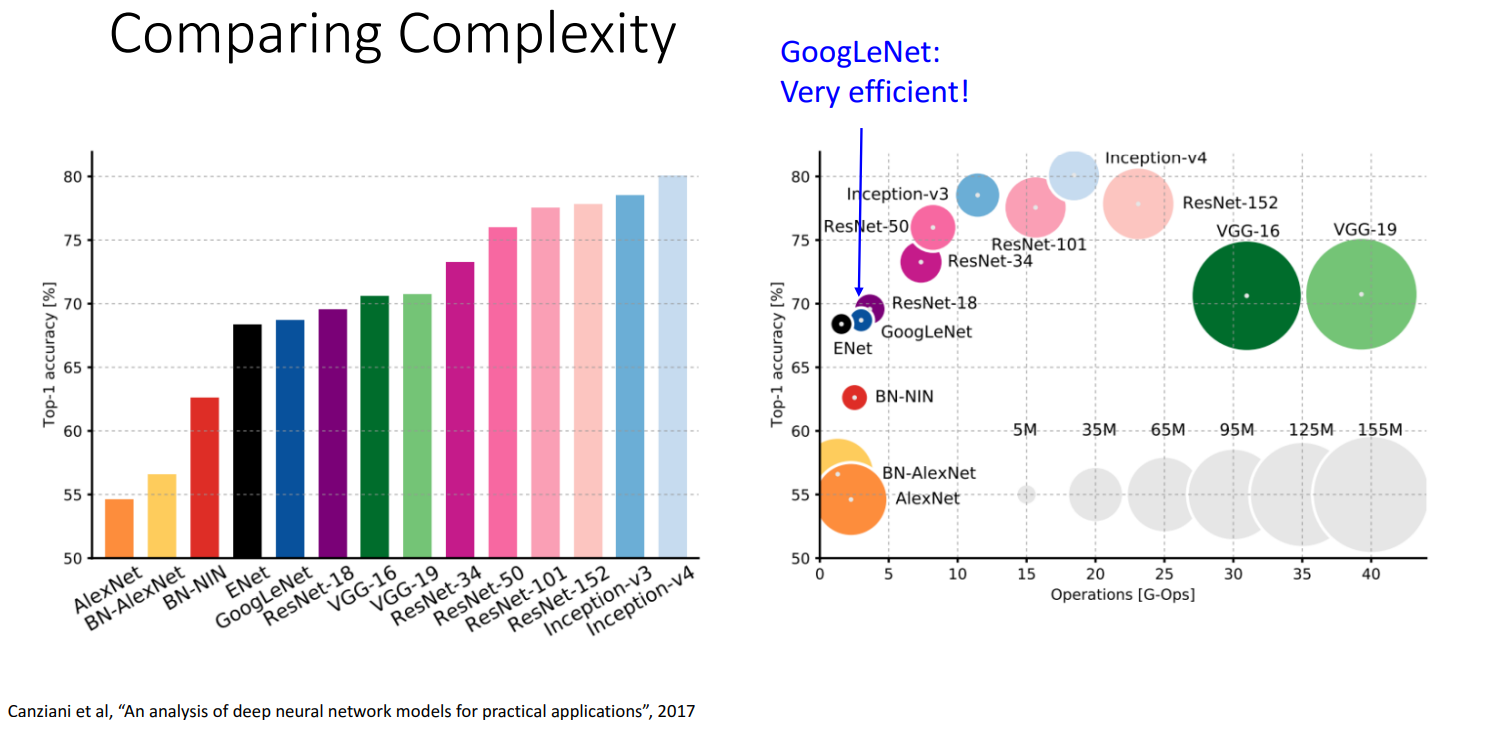 Comparing Complexity
GoogLeNet:
Very efficient!
Top-1 accuracy [%]
80
75
70
65
60
55
50
AlexNet
BN-AlexNet
BN-NIN
ENet
GoogLeNet
ResNet-18
VGG-16
VGG-19
ResNet-34
ResNet-50
ResNet-101
ResNet-152
Inception-v3
Inception-v4
Top-1 accuracy [%]
80
75
70
65
60
55
50
Inception-v4
Inception-v3
ResNet-152
ResNet-50
VGG-16
VGG-19
ResNet-101
ResNet-34
ResNet-18
GoogLeNet
ENet
BN-NIN
5M 35M 65M 95M 125M 155M
BN-AlexNet
AlexNet
0 5 10 15 20 25 30 35 40
Operations [G-Ops]
Canziani et al, “An analysis of deep neural network models for practical applications”, 2017